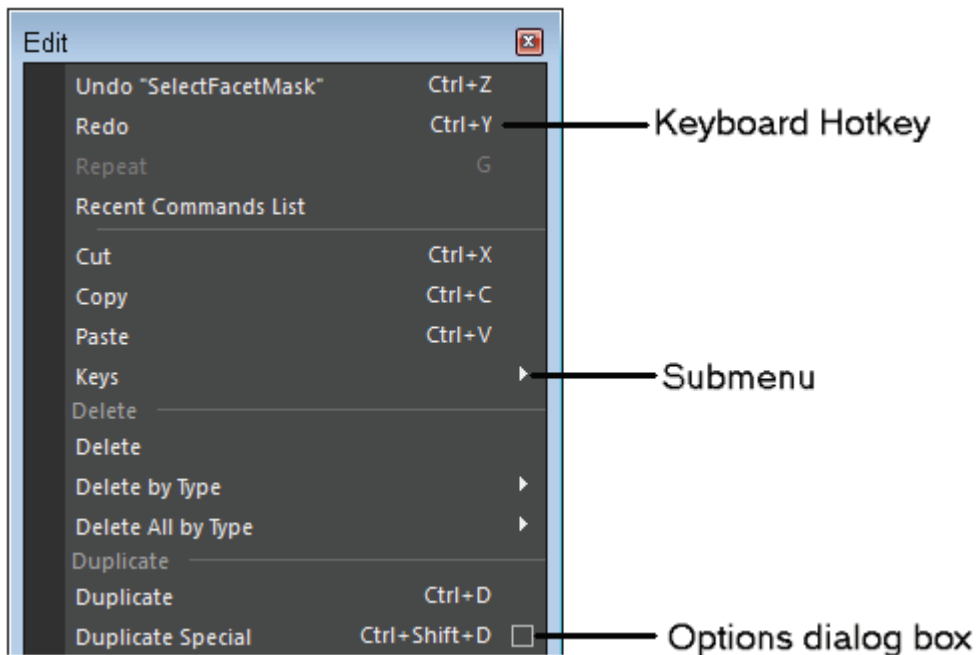 Edit
Undo "SelectFacetMask" Ctrl+Z
Redo Ctrl+Y Keyboard Hotkey
Repeat G
Recent Commands List
Cut Ctrl+X
Copy Ctrl+C
Paste Ctrl+V
Keys Submenu
Delete
Delete
Delete by Type
Delete All by Type
Duplicate
Duplicate Ctrl+D
Duplicate Special Ctrl+Shift+D Options dialog box